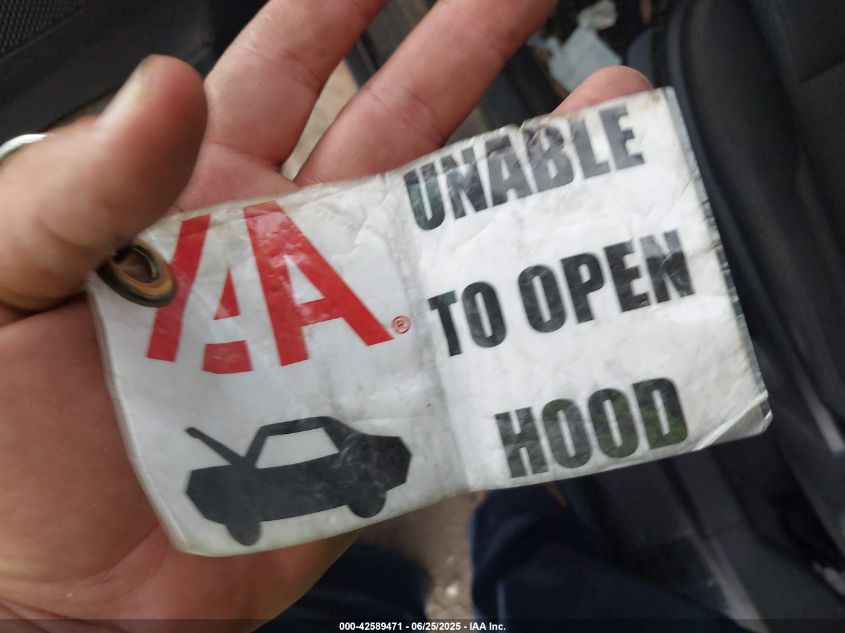 IAA®
UNABLE
TO OPEN
HOOD
000-42589471 - 06/25/2025 - IAA Inc.